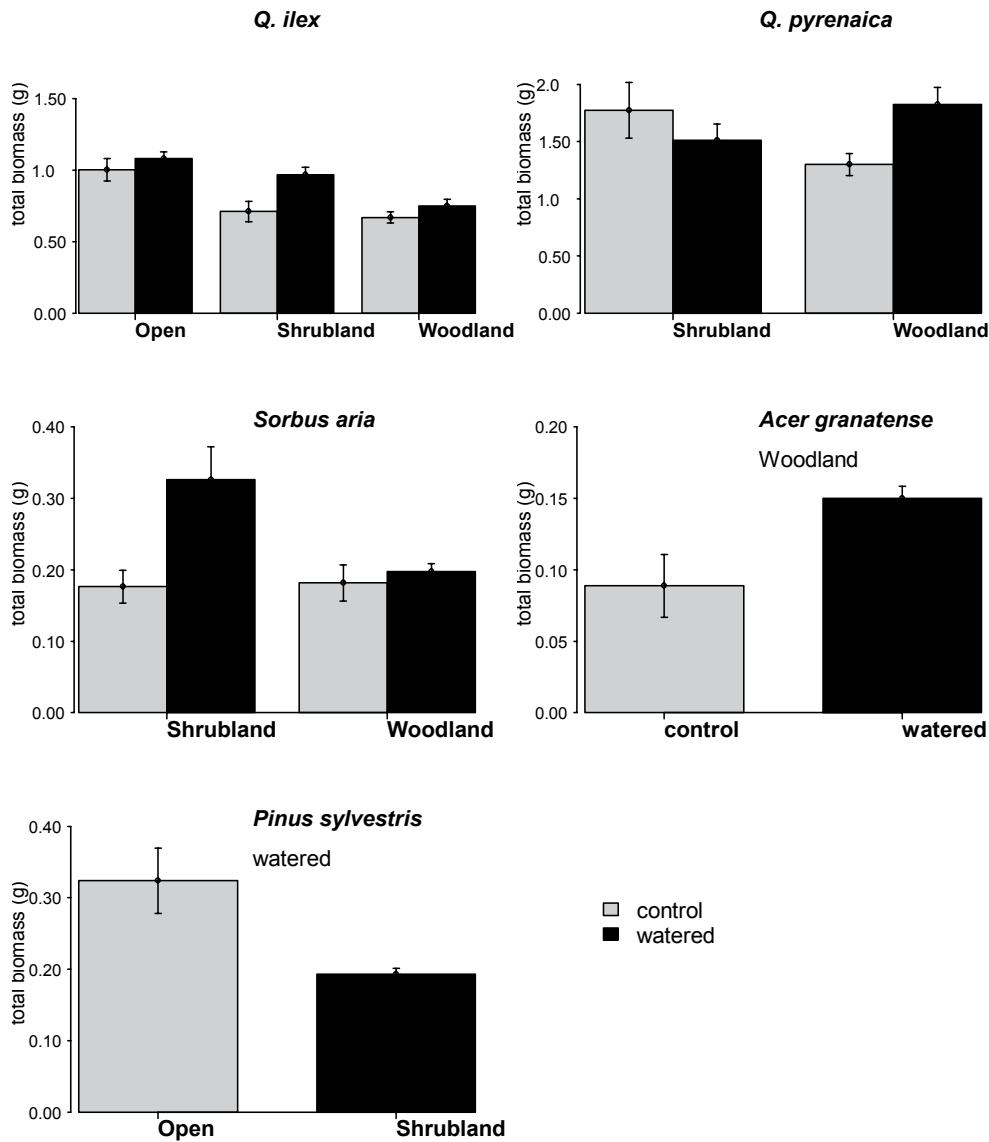 Q. ilex
total biomass (g)
1.50
1.0
0.50
0.00
Open
Shrubland
Woodland
Q. pyrenaica
total biomass (g)
2.0
1.50
1.0
0.50
0.00
Shrubland
Woodland
Sorbus aria
total biomass (g)
0.40
0.30
0.20
0.10
0.00
Shrubland
Woodland
Acer granatense
Woodland
total biomass (g)
0.20
0.15
0.10
0.05
0.00
control
watered
Pinus sylvestris
watered
total biomass (g)
0.40
0.30
0.20
0.10
0.00
Open
Shrubland
control
watered